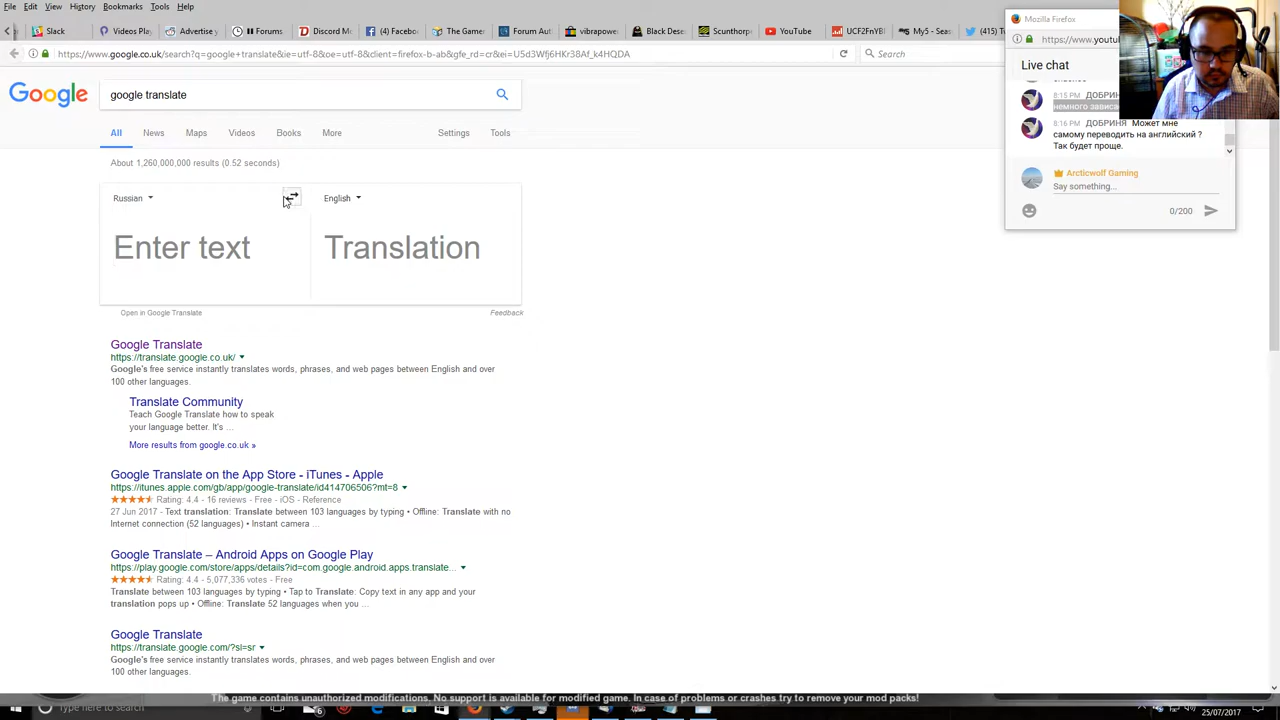 File Edit View History Bookmarks Tools Help
Slack
Videos Play
Advertise y
Forums
D
(4) Facebo
The Game
Forum Aut
vibrapower
Black Dese
Scunthorp
YouTube
UCF2FnYB
My5 - Seas
(415) T
Mozilla Firefox
https://www.google.co.uk/search?q=google+translate&ie=utf-8&oe=utf-8&client=firefox-b-ab&gfe_rd=cr&ei=U5d3Wfj6HKr38Af_k4HQDA
Search
https://www.youtu
Live chat
Google
google translate
8:15 PM ДОБРИНЯ
немного зависа
8:16 PM ДОБРИНЯ Может мне
самому переводить на английский ?
Так будет проще.
Arcticwolf Gaming
Say something...
0/200
All News Maps Videos Books More Settings Tools
About 1,260,000,000 results (0.52 seconds)
Russian
English
Enter text
Translation
Open in Google Translate
Feedback
Google Translate
https://translate.google.co.uk/
Google's free service instantly translates words, phrases, and web pages between English and over
100 other languages.
Translate Community
Teach Google Translate how to speak
your language better. It's ...
More results from google.co.uk »
Google Translate on the App Store - iTunes - Apple
https://itunes.apple.com/gb/app/google-translate/id414706506?mt=8
Rating: 4.4 - 16 reviews - Free - iOS - Reference
27 Jun 2017 - Text translation: Translate between 103 languages by typing • Offline: Translate with no
Internet connection (52 languages) • Instant camera ...
Google Translate – Android Apps on Google Play
https://play.google.com/store/apps/details?id=com.google.android.apps.translate...
Rating: 4.4 - 5,077,336 votes - Free
Translate between 103 languages by typing • Tap to Translate: Copy text in any app and your
translation pops up • Offline: Translate 52 languages when you ...
Google Translate
https://translate.google.com/?sl=sr
Google's free service instantly translates words, phrases, and web pages between English and over
100 other languages.
The game contains unauthorized modifications. No support is available for modified game. In case of problems or crashes try to remove your mod packs!
Type here to search
25/07/2017